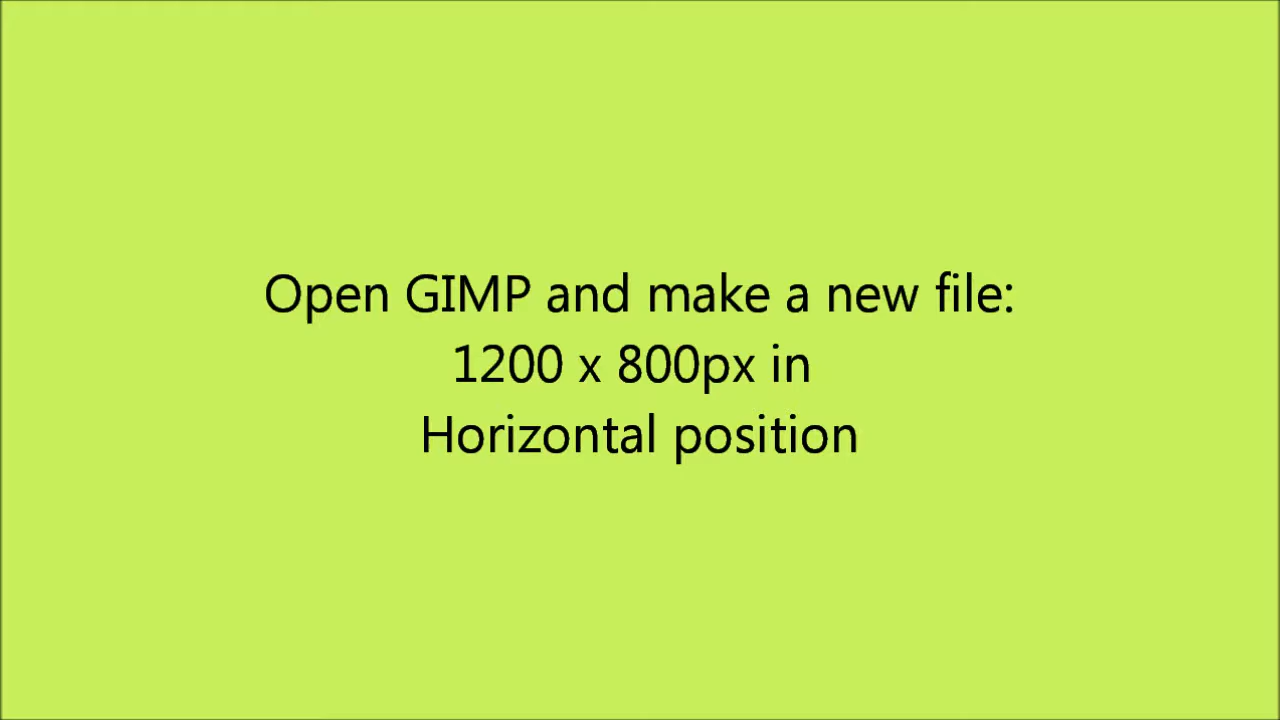 Open GIMP and make a new file:
1200 x 800px in
Horizontal position